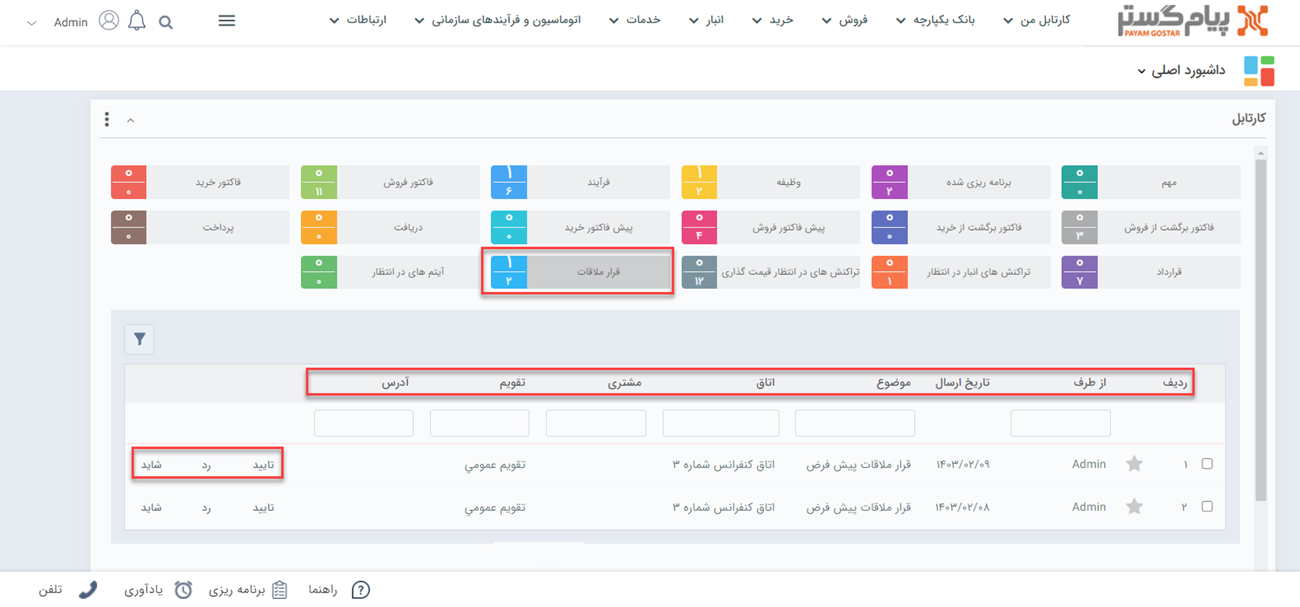 پیام‌گستر
PAYAM GOSTAR
کارتابل من
بانک یکپارچه
فروش
خرید
انبار
خدمات
اتوماسیون و فرآیندهای سازمانی
ارتباطات
Admin
داشبورد اصلی
کارتابل
مهم ۰ ۰
برنامه ریزی شده ۰ ۲
وظیفه ۱ ۲
فرآیند ۱ ۶
فاکتور فروش ۰ ۱۱
فاکتور خرید ۰ ۰
فاکتور برگشت از فروش ۰ ۳
فاکتور برگشت از خرید ۰ ۰
پیش فاکتور فروش ۰ ۴
پیش فاکتور خرید ۰ ۰
دریافت ۰ ۰
پرداخت ۰ ۰
قرارداد ۰ ۷
تراکنش های انبار در انتظار ۰ ۱
تراکنش های در انتظار قیمت گذاری ۰ ۱۲
قرار ملاقات ۱ ۲
آیتم های در انتظار ۰ ۰
ردیف از طرف تاریخ ارسال موضوع اتاق مشتری تقویم آدرس
۱ Admin ۱۴۰۳/۰۲/۰۹ قرار ملاقات پیش فرض اتاق کنفرانس شماره ۳ تقویم عمومي تایید رد شاید
۲ Admin ۱۴۰۳/۰۲/۰۸ قرار ملاقات پیش فرض اتاق کنفرانس شماره ۳ تقویم عمومي تایید رد شاید
راهنما برنامه ریزی یادآوری تلفن